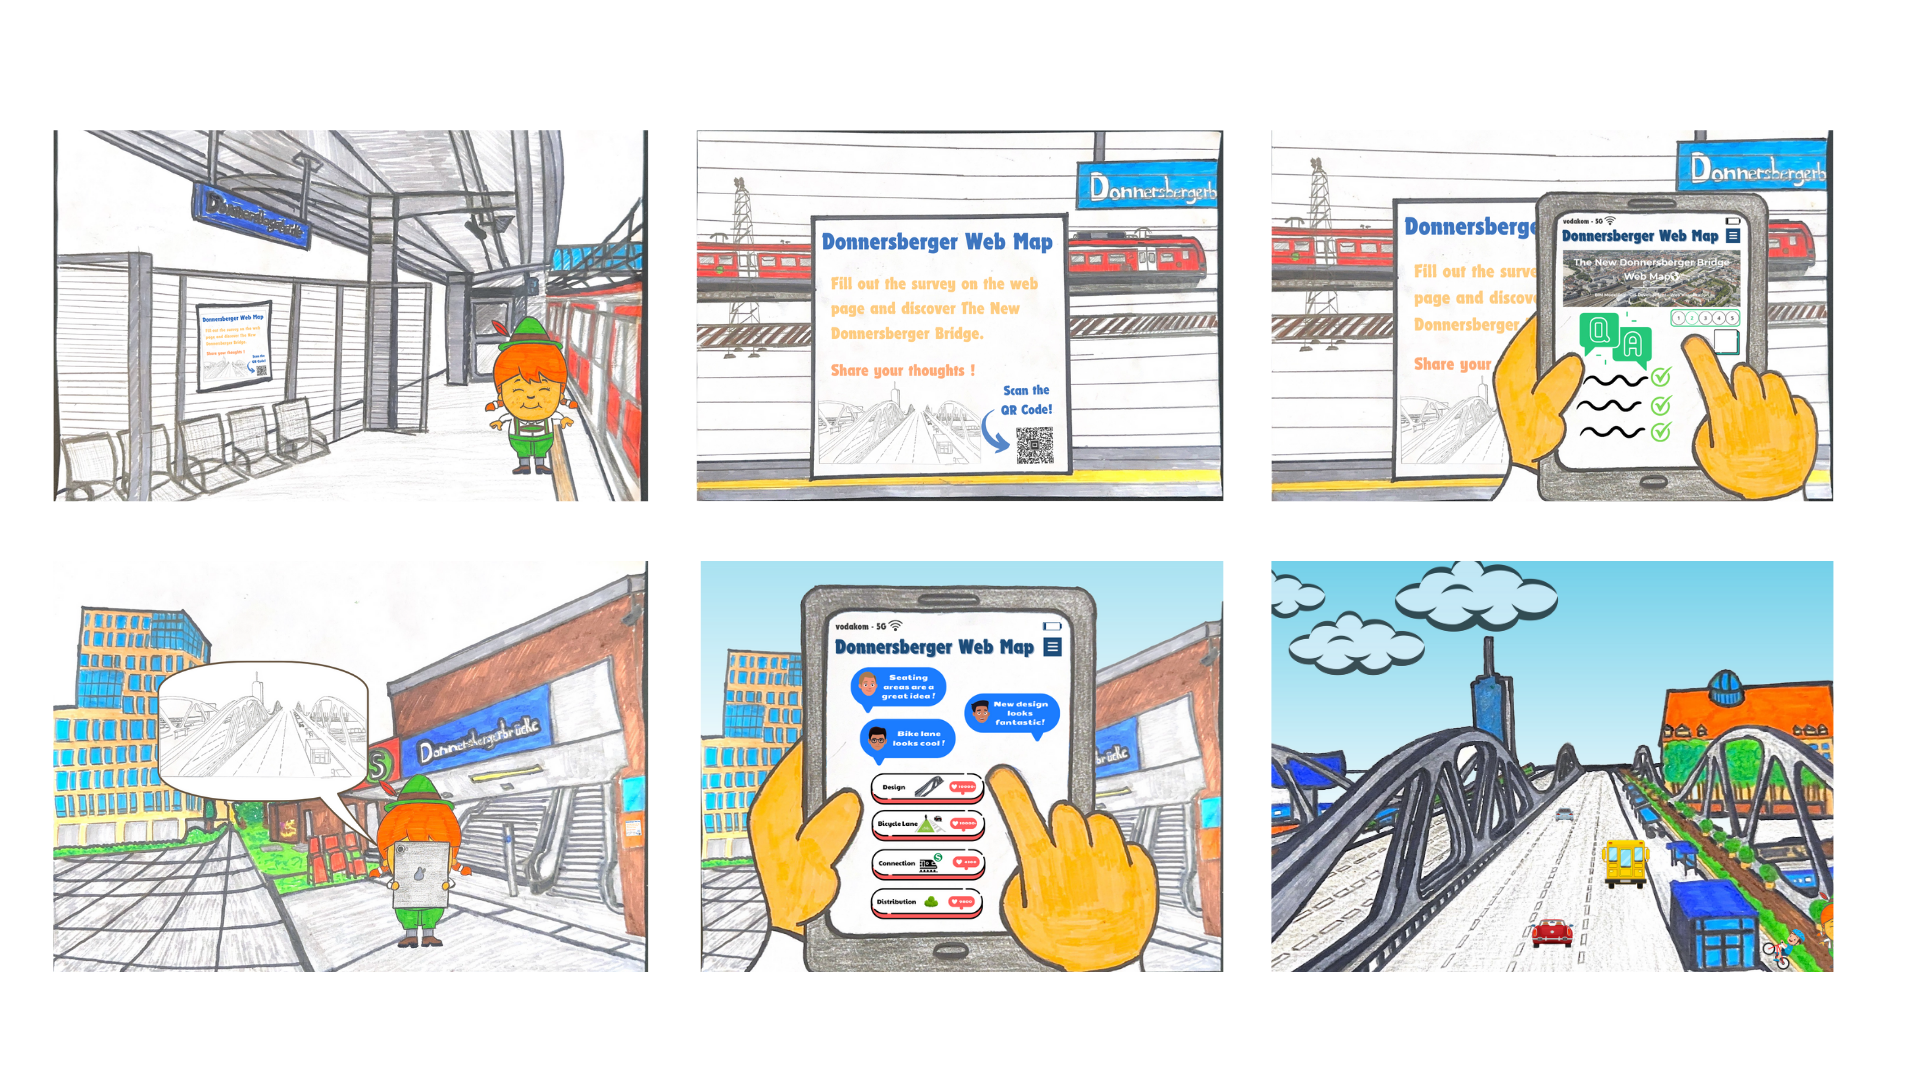 Donnersbergerbrücke
Donnersberger Web Map
Fill out the survey on the web
page and discover The New
Donnersberger Bridge.
Share your thoughts !
Scan the
QR Code!
Donnersbergerb
Donnersberger Web Map
Fill out the survey on the web
page and discover The New
Donnersberger Bridge.
Share your thoughts !
Scan the
QR Code!
Donnersbergerb
Donnersberge
Fill out the surve
page and discov
Donnersberger
Share your
vodakom - 5G
Donnersberger Web Map
The New Donnersberger Bridge
Web Map
1 2 3 4 5
Q
A
Donnersbergerbrücke
S
vodakom - 5G
Donnersberger Web Map
Seating
areas are a
great idea !
New design
looks
fantastic!
Bike lane
looks cool !
Design
Bicycle Lane
Connection
S
Distribution
brücke